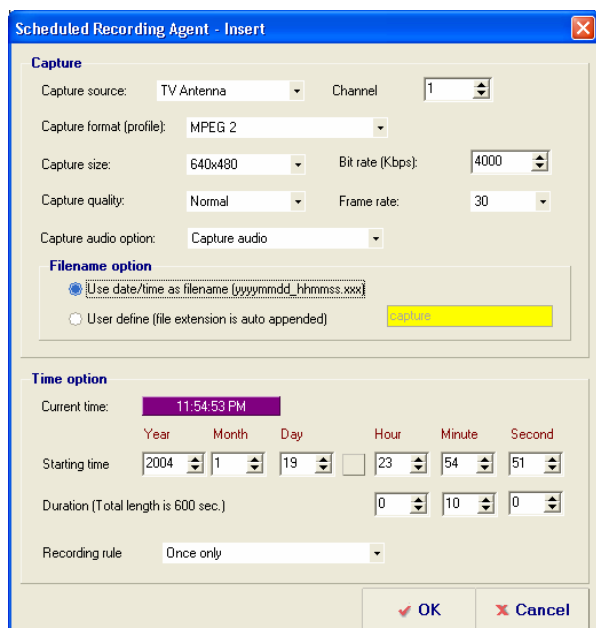 Scheduled Recording Agent - Insert
Capture
Capture source: TV Antenna Channel 1
Capture format (profile): MPEG 2
Capture size: 640x480 Bit rate (Kbps): 4000
Capture quality: Normal Frame rate: 30
Capture audio option: Capture audio
Filename option
Use date/time as filename (yyyymmdd_hhmmss.xxx)
User define (file extension is auto appended) capture
Time option
Current time: 11:54:53 PM
Year Month Day Hour Minute Second
Starting time 2004 1 19 23 54 51
Duration (Total length is 600 sec.) 0 10 0
Recording rule Once only
OK Cancel